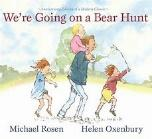 We're Going on a Bear Hunt
Michael Rosen Helen Oxenbury